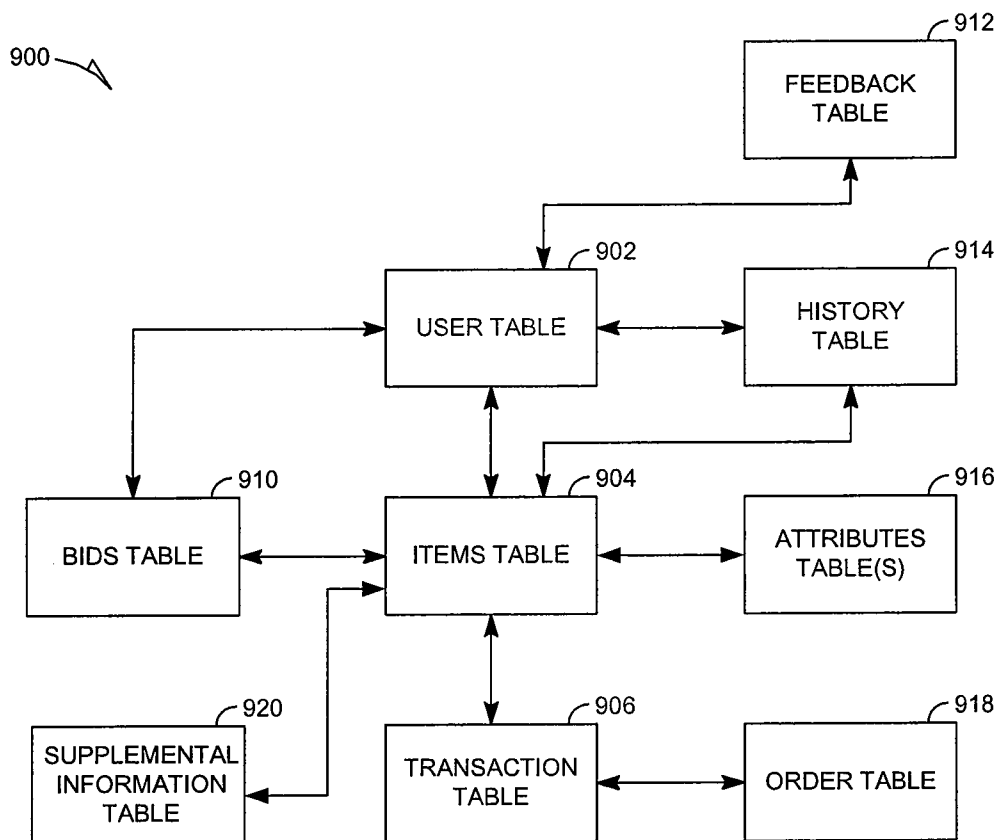 912
900
FEEDBACK
TABLE
902
914
USER TABLE
HISTORY
TABLE
910
904
916
BIDS TABLE
ITEMS TABLE
ATTRIBUTES
TABLE(S)
920
906
918
SUPPLEMENTAL
INFORMATION
TABLE
TRANSACTION
TABLE
ORDER TABLE